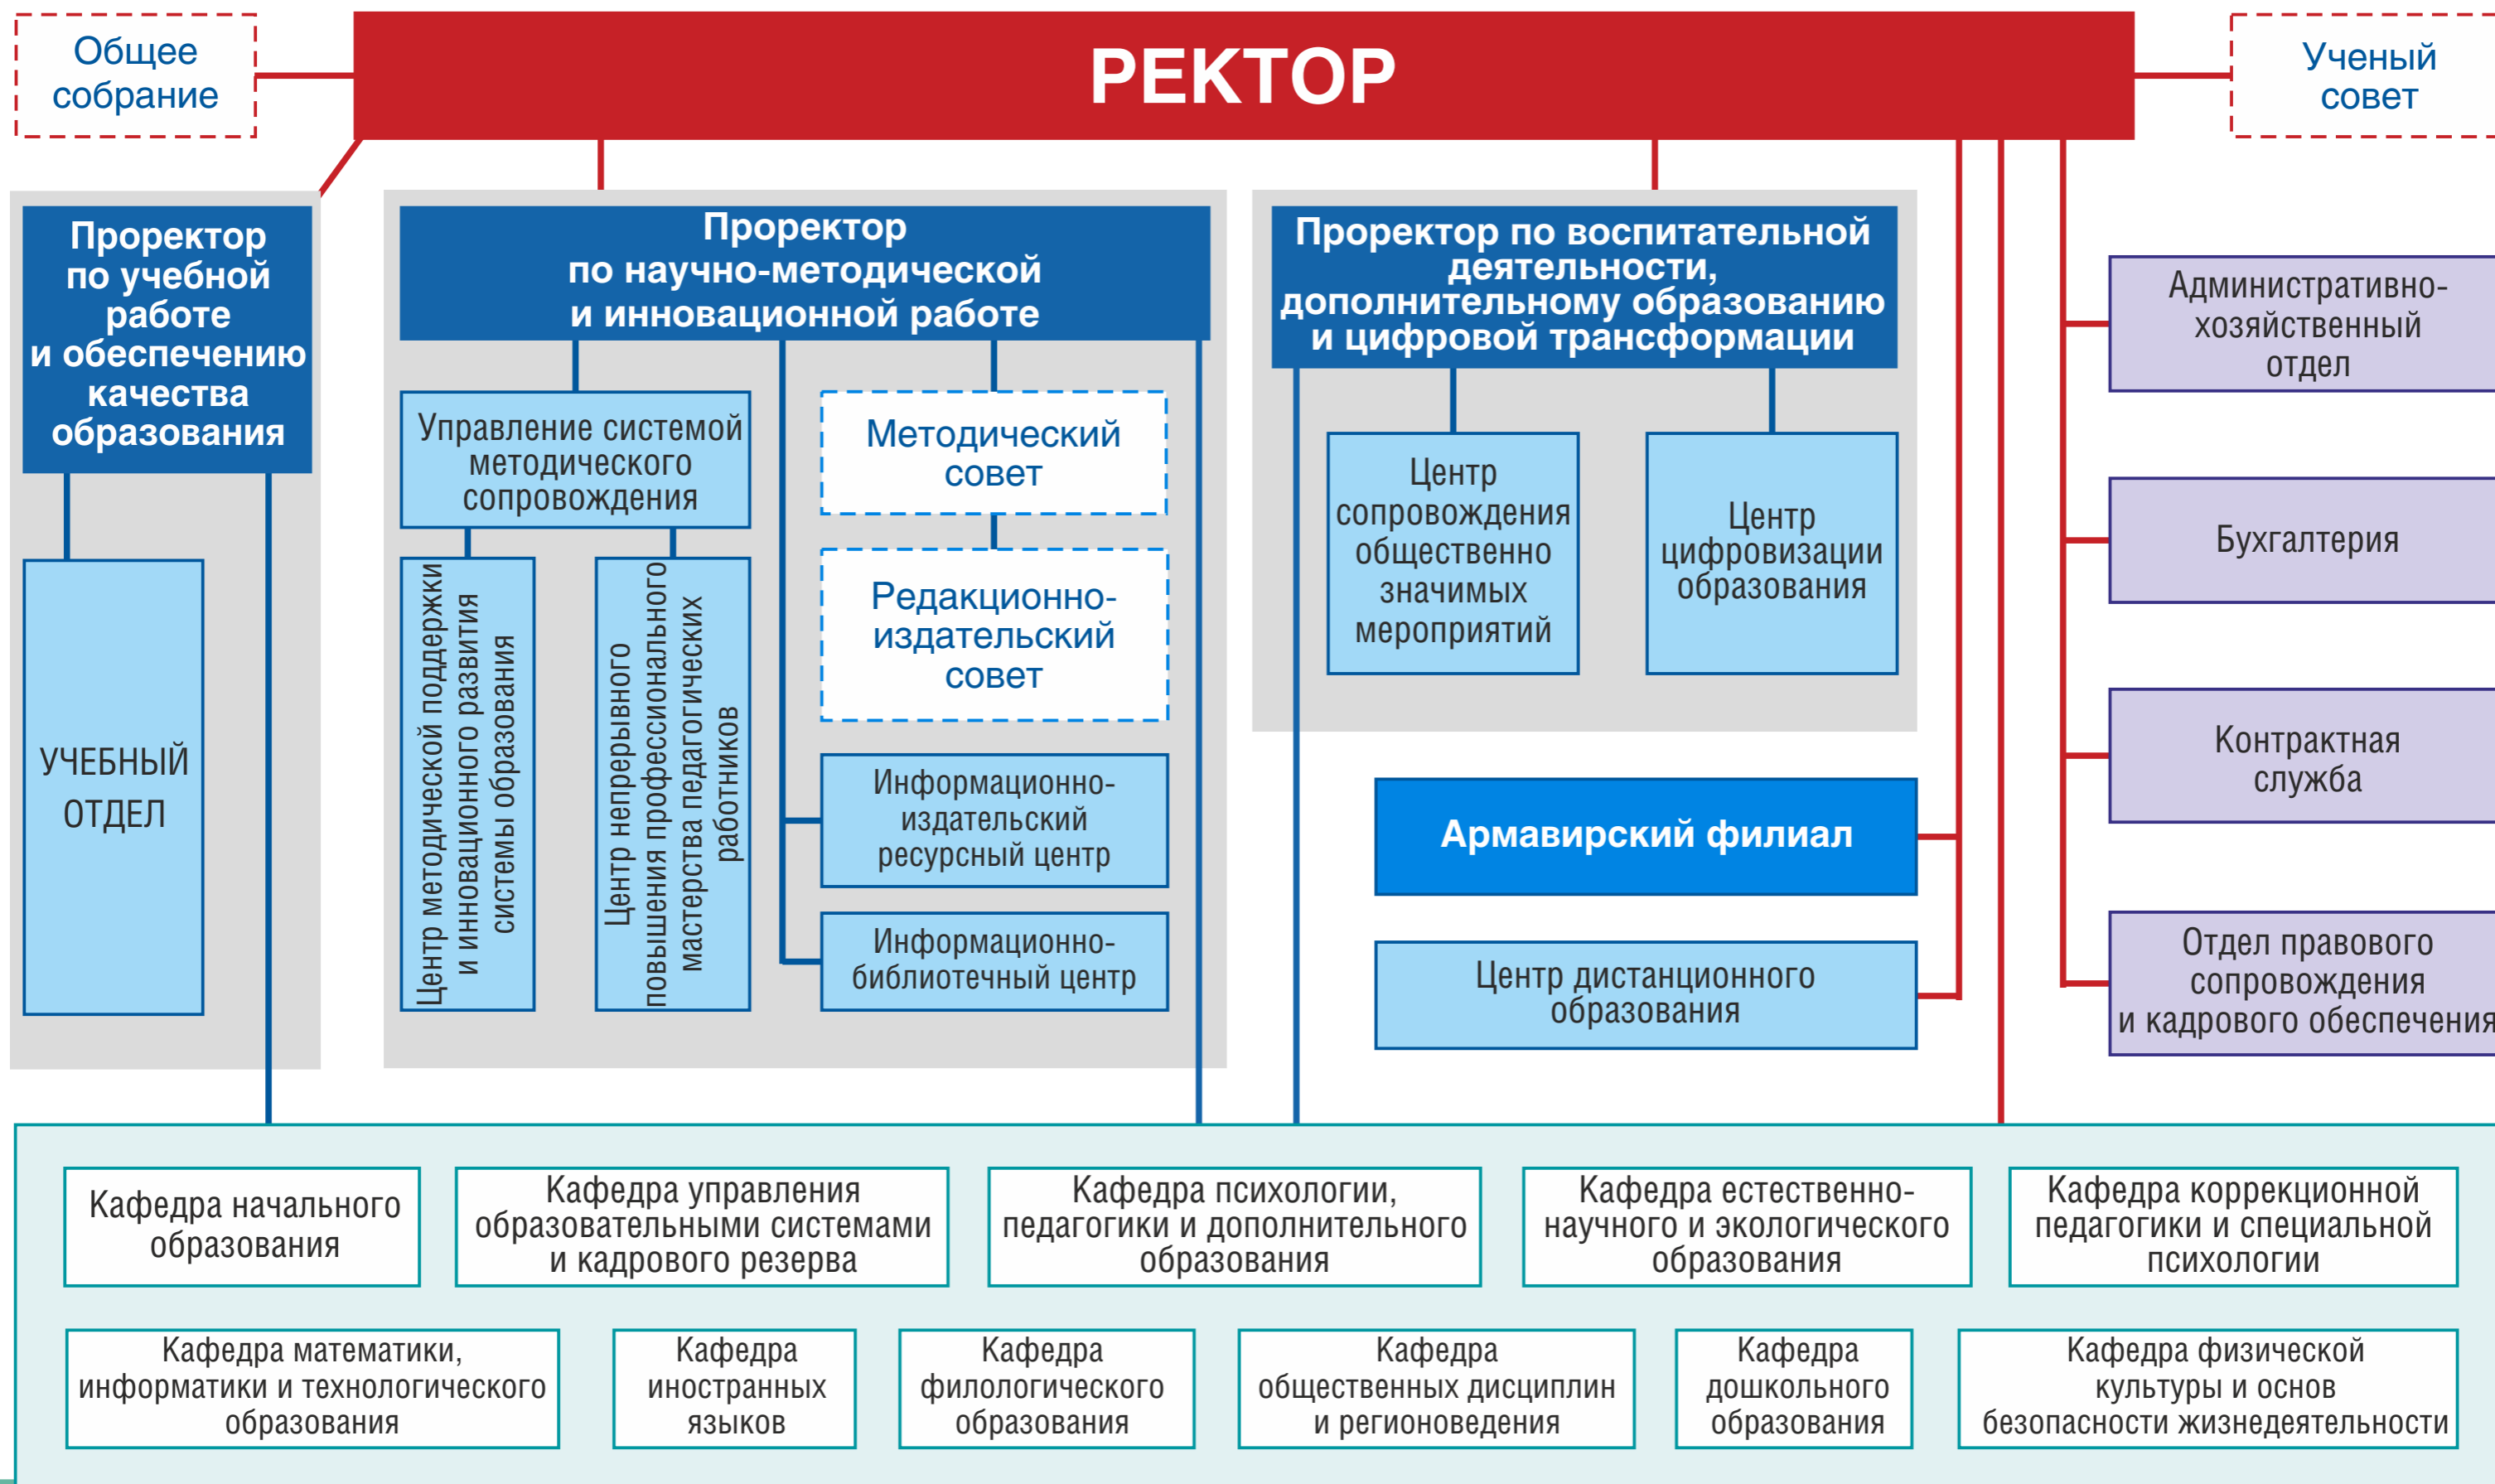 Общее
собрание
РЕКТОР
Ученый
совет
Проректор
по учебной
работе
и обеспечению
качества
образования
УЧЕБНЫЙ
ОТДЕЛ
Проректор
по научно-методической
и инновационной работе
Управление системой
методического
сопровождения
Центр методической поддержки
и инновационного развития
системы образования
Центр непрерывного
повышения профессионального
мастерства педагогических
работников
Методический
совет
Редакционно-
издательский
совет
Информационно-
издательский
ресурсный центр
Информационно-
библиотечный центр
Проректор по воспитательной
деятельности,
дополнительному образованию
и цифровой трансформации
Центр
сопровождения
общественно
значимых
мероприятий
Центр
цифровизации
образования
Армавирский филиал
Центр дистанционного
образования
Административно-
хозяйственный
отдел
Бухгалтерия
Контрактная
служба
Отдел правового
сопровождения
и кадрового обеспечения
Кафедра начального
образования
Кафедра управления
образовательными системами
и кадрового резерва
Кафедра психологии,
педагогики и дополнительного
образования
Кафедра естественно-
научного и экологического
образования
Кафедра коррекционной
педагогики и специальной
психологии
Кафедра математики,
информатики и технологического
образования
Кафедра
иностранных
языков
Кафедра
филологического
образования
Кафедра
общественных дисциплин
и регионоведения
Кафедра
дошкольного
образования
Кафедра физической
культуры и основ
безопасности жизнедеятельности